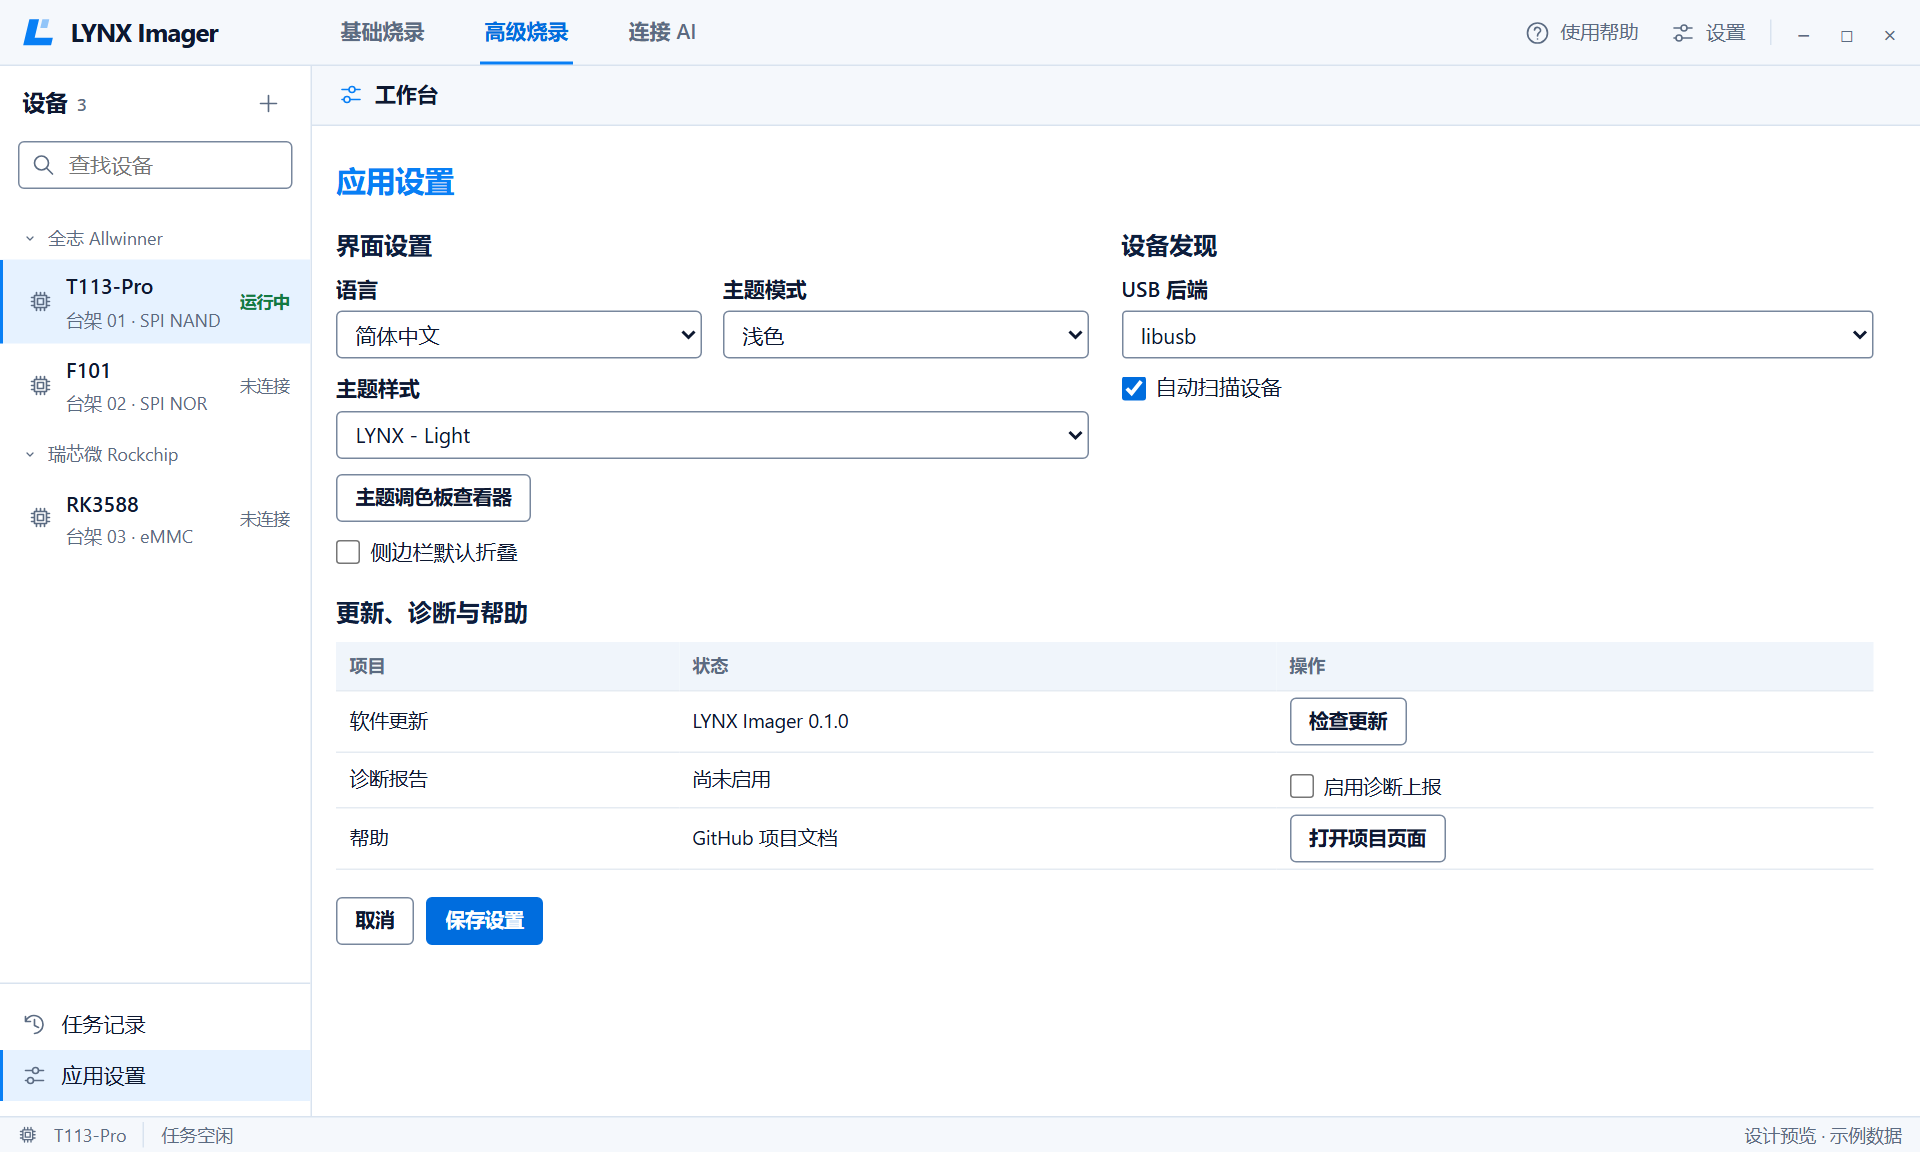 LYNX Imager
基础烧录
高级烧录
连接 AI
使用帮助
设置
设备 3
查找设备
全志 Allwinner
T113-Pro
台架 01 · SPI NAND
运行中
F101
台架 02 · SPI NOR
未连接
瑞芯微 Rockchip
RK3588
台架 03 · eMMC
未连接
任务记录
应用设置
工作台
应用设置
界面设置
语言
主题模式
简体中文
浅色
主题样式
LYNX - Light
主题调色板查看器
侧边栏默认折叠
设备发现
USB 后端
libusb
自动扫描设备
更新、诊断与帮助
项目 状态 操作
软件更新 LYNX Imager 0.1.0 检查更新
诊断报告 尚未启用 启用诊断上报
帮助 GitHub 项目文档 打开项目页面
取消
保存设置
T113-Pro
任务空闲
设计预览 · 示例数据